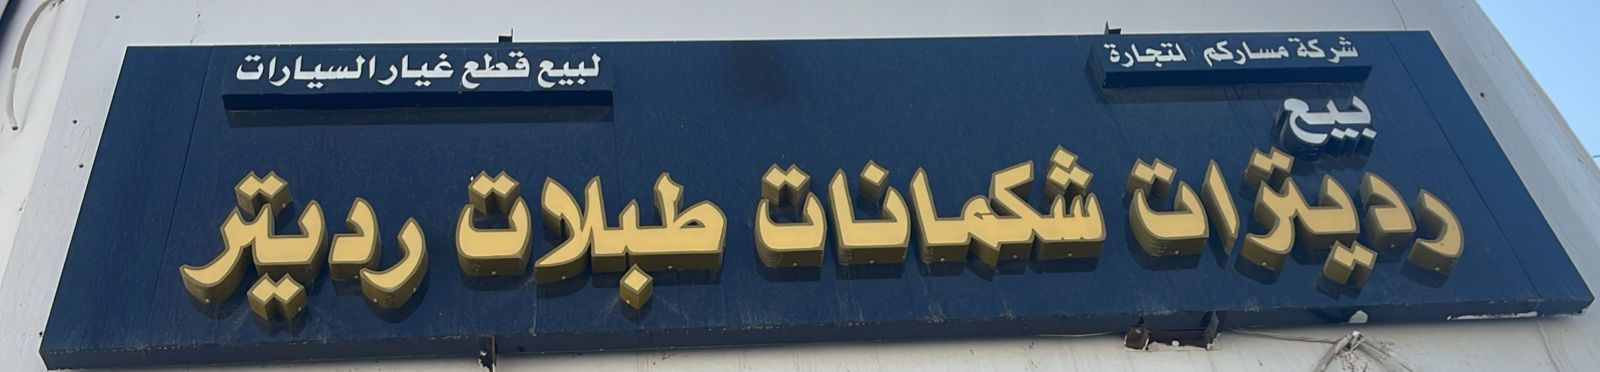 شركة مساركم لتجارة
لبيع قطع غيار السيارات
بيع
رديترات شكمانات طبلات رديتر